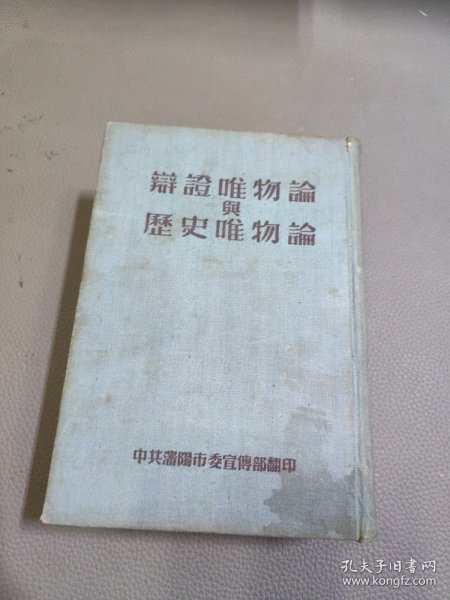 辯證唯物論
與
歷史唯物論
中共瀋陽市委宣傳部翻印
孔夫子旧书网
www.kongfz.com